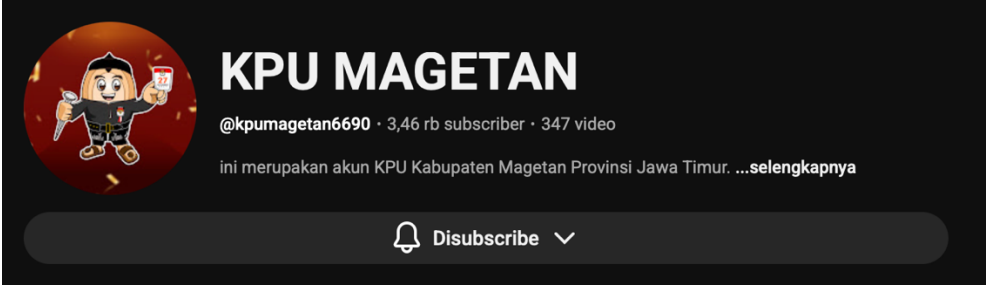 KPU MAGETAN
@kpumagetan6690 • 3,46 rb subscriber • 347 video
ini merupakan akun KPU Kabupaten Magetan Provinsi Jawa Timur. ...selengkapnya
Disubscribe
27